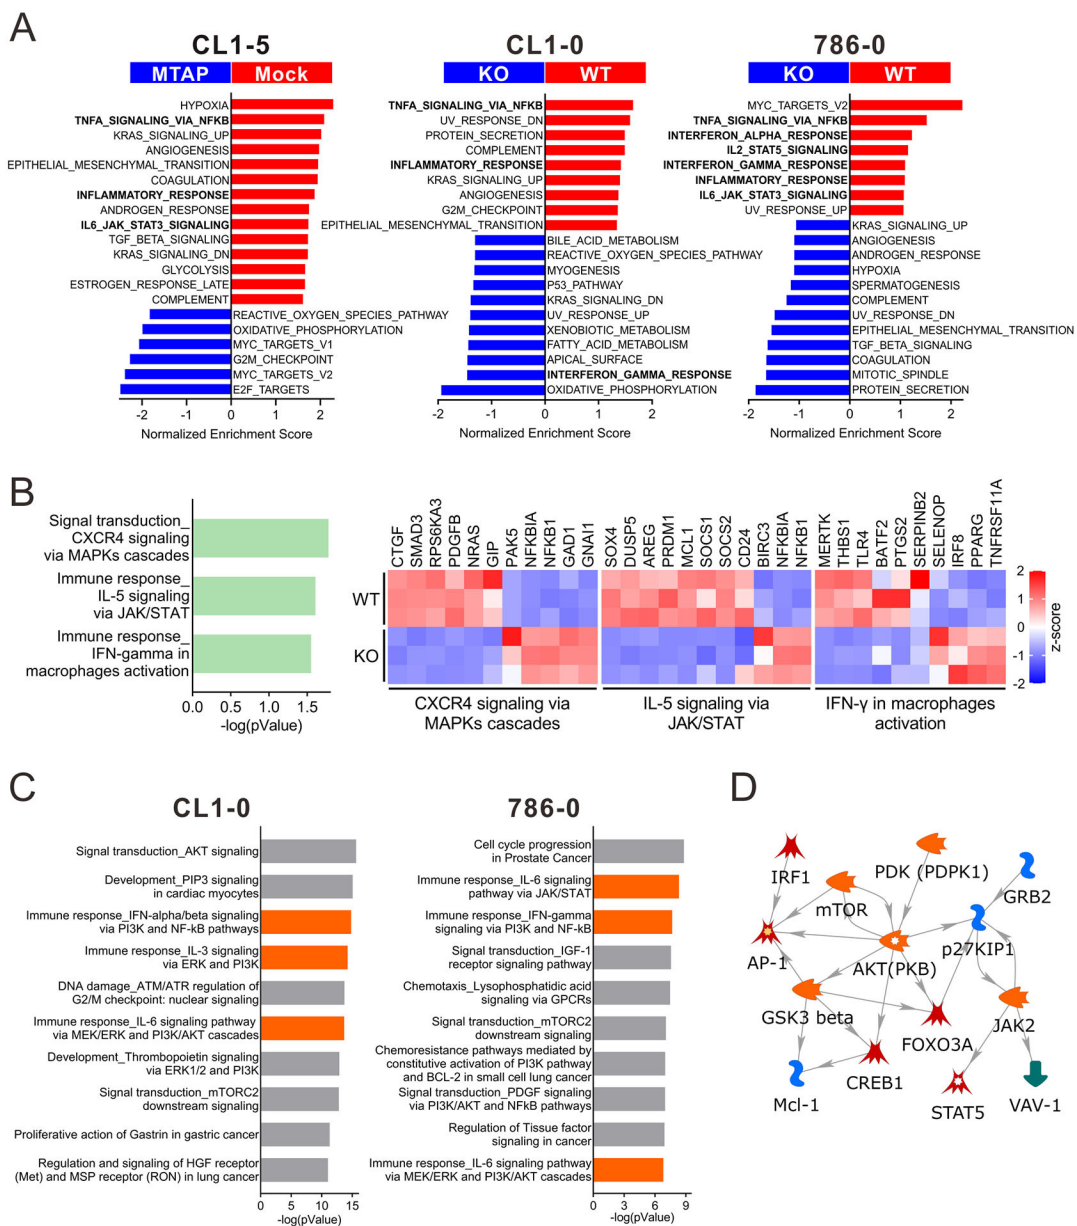 A
CL1-5
MTAP
Mock
HYPOXIA
TNFA_SIGNALING_VIA_NFKB
KRAS_SIGNALING_UP
ANGIOGENESIS
EPITHELIAL_MESENCHYMAL_TRANSITION
COAGULATION
INFLAMMATORY_RESPONSE
ANDROGEN_RESPONSE
IL6_JAK_STAT3_SIGNALING
TGF_BETA_SIGNALING
KRAS_SIGNALING_DN
GLYCOLYSIS
ESTROGEN_RESPONSE_LATE
COMPLEMENT
REACTIVE_OXYGEN_SPECIES_PATHWAY
OXIDATIVE_PHOSPHORYLATION
MYC_TARGETS_V1
G2M_CHECKPOINT
MYC_TARGETS_V2
E2F_TARGETS
-2 -1 0 1 2
Normalized Enrichment Score
CL1-0
KO
WT
TNFA_SIGNALING_VIA_NFKB
UV_RESPONSE_DN
PROTEIN_SECRETION
COMPLEMENT
INFLAMMATORY_RESPONSE
KRAS_SIGNALING_UP
ANGIOGENESIS
G2M_CHECKPOINT
EPITHELIAL_MESENCHYMAL_TRANSITION
BILE_ACID_METABOLISM
REACTIVE_OXYGEN_SPECIES_PATHWAY
MYOGENESIS
P53_PATHWAY
KRAS_SIGNALING_DN
UV_RESPONSE_UP
XENOBIOTIC_METABOLISM
FATTY_ACID_METABOLISM
APICAL_SURFACE
INTERFERON_GAMMA_RESPONSE
OXIDATIVE_PHOSPHORYLATION
-2 -1 0 1 2
Normalized Enrichment Score
786-0
KO
WT
MYC_TARGETS_V2
TNFA_SIGNALING_VIA_NFKB
INTERFERON_ALPHA_RESPONSE
IL2_STAT5_SIGNALING
INTERFERON_GAMMA_RESPONSE
INFLAMMATORY_RESPONSE
IL6_JAK_STAT3_SIGNALING
UV_RESPONSE_UP
KRAS_SIGNALING_UP
ANGIOGENESIS
ANDROGEN_RESPONSE
HYPOXIA
SPERMATOGENESIS
COMPLEMENT
UV_RESPONSE_DN
EPITHELIAL_MESENCHYMAL_TRANSITION
TGF_BETA_SIGNALING
COAGULATION
MITOTIC_SPINDLE
PROTEIN_SECRETION
-2 -1 0 1 2
Normalized Enrichment Score
B
Signal transduction_
CXCR4 signaling
via MAPKs cascades
Immune response_
IL-5 signaling
via JAK/STAT
Immune response_
IFN-gamma in
macrophages activation
0.0 0.5 1.0 1.5
-log(pValue)
CTGF
SMAD3
RPS6KA3
PDGFB
NRAS
GIP
PAK5
NFKBIA
NFKB1
GAD1
GNAI1
SOX4
DUSP5
AREG
PRDM1
MCL1
SOCS1
SOCS2
CD24
BIRC3
NFKBIA
NFKB1
MERTK
THBS1
TLR4
BATF2
PTGS2
SERPINB2
SELENOP
IRF8
PPARG
TNFRSF11A
WT
KO
CXCR4 signaling via
MAPKs cascades
IL-5 signaling via
JAK/STAT
IFN-γ in macrophages
activation
2
1
0
-1
-2
z-score
C
CL1-0
Signal transduction_AKT signaling
Development_PIP3 signaling
in cardiac myocytes
Immune response_IFN-alpha/beta signaling
via PI3K and NF-kB pathways
Immune response_IL-3 signaling
via ERK and PI3K
DNA damage_ATM/ATR regulation of
G2/M checkpoint: nuclear signaling
Immune response_IL-6 signaling pathway
via MEK/ERK and PI3K/AKT cascades
Development_Thrombopoietin signaling
via ERK1/2 and PI3K
Signal transduction_mTORC2
downstream signaling
Proliferative action of Gastrin in gastric cancer
Regulation and signaling of HGF receptor
(Met) and MSP receptor (RON) in lung cancer
0 5 10 15
-log(pValue)
786-0
Cell cycle progression
in Prostate Cancer
Immune response_IL-6 signaling
pathway via JAK/STAT
Immune response_IFN-gamma
signaling via PI3K and NF-kB
Signal transduction_IGF-1
receptor signaling pathway
Chemotaxis_Lysophosphatidic acid
signaling via GPCRs
Signal transduction_mTORC2
downstream signaling
Chemoresistance pathways mediated by
constitutive activation of PI3K pathway
and BCL-2 in small cell lung cancer
Signal transduction_PDGF signaling
via PI3K/AKT and NFkB pathways
Regulation of Tissue factor
signaling in cancer
Immune response_IL-6 signaling pathway
via MEK/ERK and PI3K/AKT cascades
0 3 6 9
-log(pValue)
D
IRF1
PDK (PDPK1)
GRB2
mTOR
AP-1
AKT(PKB)
p27KIP1
GSK3 beta
FOXO3A
JAK2
CREB1
Mcl-1
STAT5
VAV-1